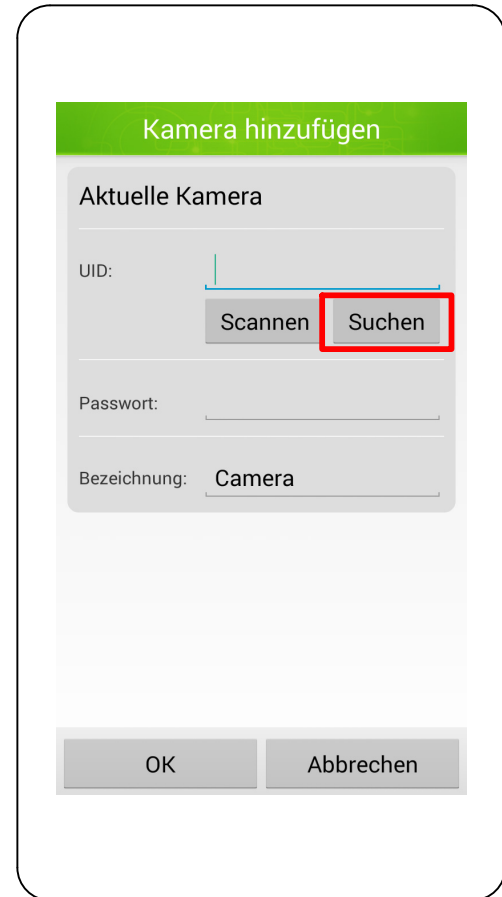 Kamera hinzufügen
Aktuelle Kamera
UID:
Scannen Suchen
Passwort:
Bezeichnung: Camera
OK Abbrechen